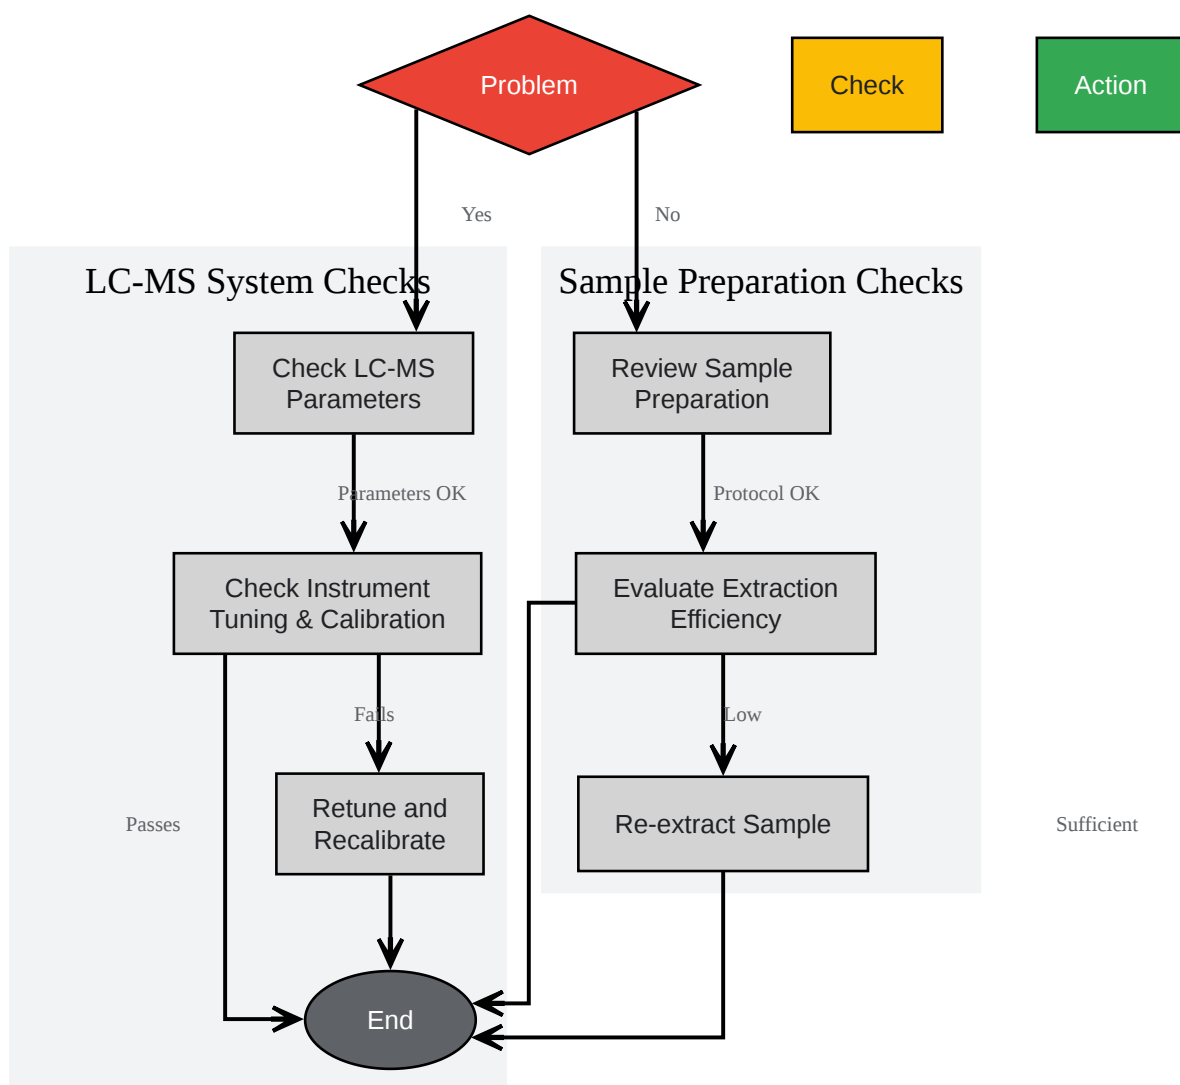 Problem
Check
Action
Yes
No
LC-MS System Checks
Sample Preparation Checks
Check LC-MS
Parameters
Review Sample
Preparation
Parameters OK
Protocol OK
Check Instrument
Tuning & Calibration
Evaluate Extraction
Efficiency
Fails
Low
Retune and
Recalibrate
Passes
Re-extract Sample
Sufficient
End